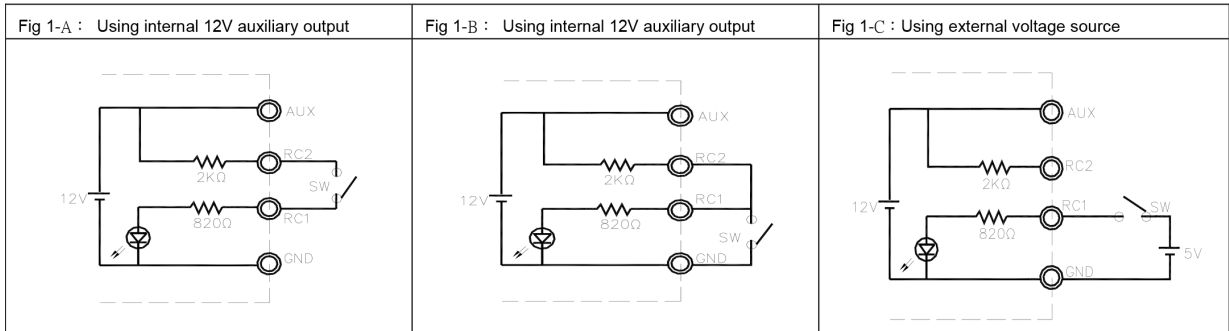 Fig 1-A： Using internal 12V auxiliary output
AUX
RC2
2KΩ
SW
12V
RC1
820Ω
GND
Fig 1-B： Using internal 12V auxiliary output
AUX
RC2
2KΩ
12V
RC1
820Ω
SW
GND
Fig 1-C：Using external voltage source
AUX
RC2
2KΩ
12V
RC1
SW
820Ω
5V
GND